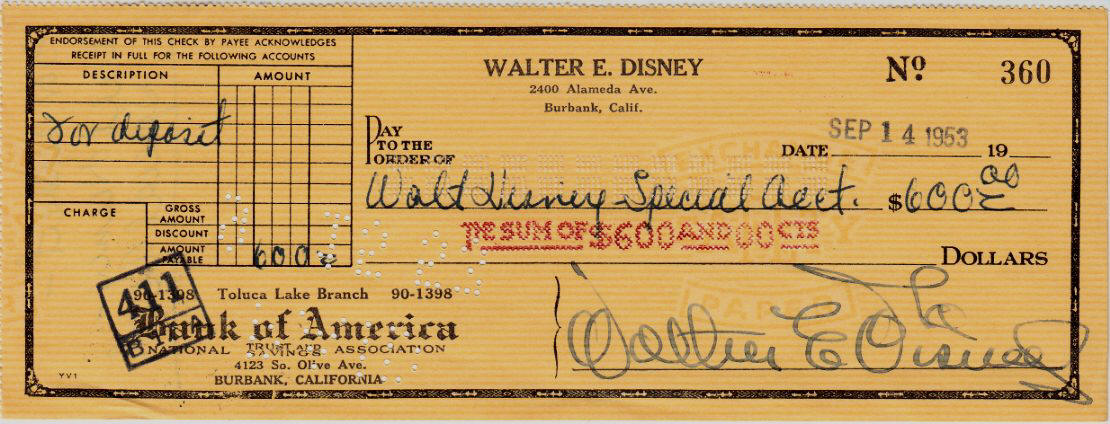 ENDORSEMENT OF THIS CHECK BY PAYEE ACKNOWLEDGES
RECEIPT IN FULL FOR THE FOLLOWING ACCOUNTS
DESCRIPTION AMOUNT
for deposit
CHARGE
GROSS AMOUNT
DISCOUNT
AMOUNT PAYABLE 600 00
WALTER E. DISNEY
2400 Alameda Ave.
Burbank, Calif.
Nº 360
DATE SEP 14 1953 19
PAY TO THE ORDER OF
Walt Disney Special Acct. $600 00
THE SUM OF $600 AND 00 CTS
DOLLARS
411
B
90-1398 Toluca Lake Branch 90-1398
Bank of America
NATIONAL TRUST AND SAVINGS ASSOCIATION
4123 So. Olive Ave.
BURBANK, CALIFORNIA
YV1
Walter E Disney
EXCHANGE
PAPER